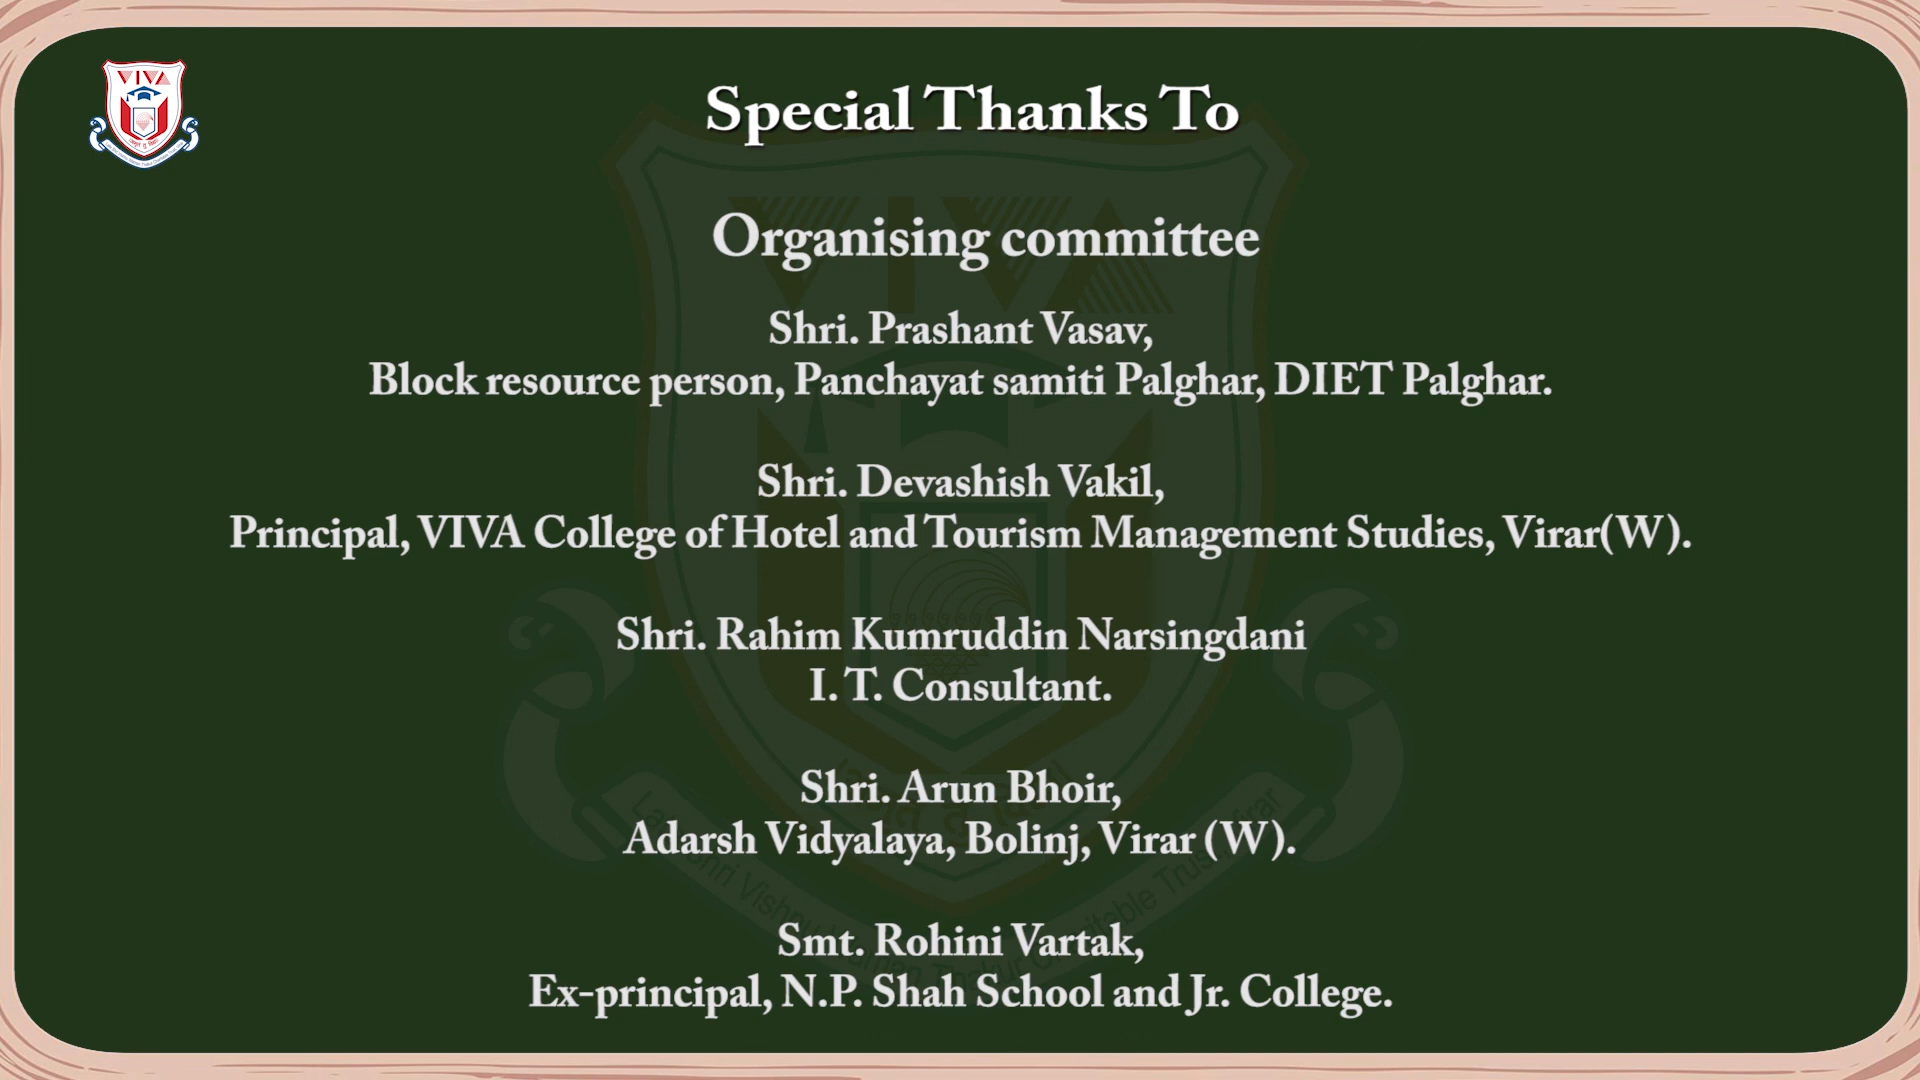 VIVA
Special Thanks To
Organising committee
Shri. Prashant Vasav,
Block resource person, Panchayat samiti Palghar, DIET Palghar.
Shri. Devashish Vakil,
Principal, VIVA College of Hotel and Tourism Management Studies, Virar(W).
Shri. Rahim Kumruddin Narsingdani
I. T. Consultant.
Shri. Arun Bhoir,
Adarsh Vidyalaya, Bolinj, Virar (W).
Smt. Rohini Vartak,
Ex-principal, N.P. Shah School and Jr. College.